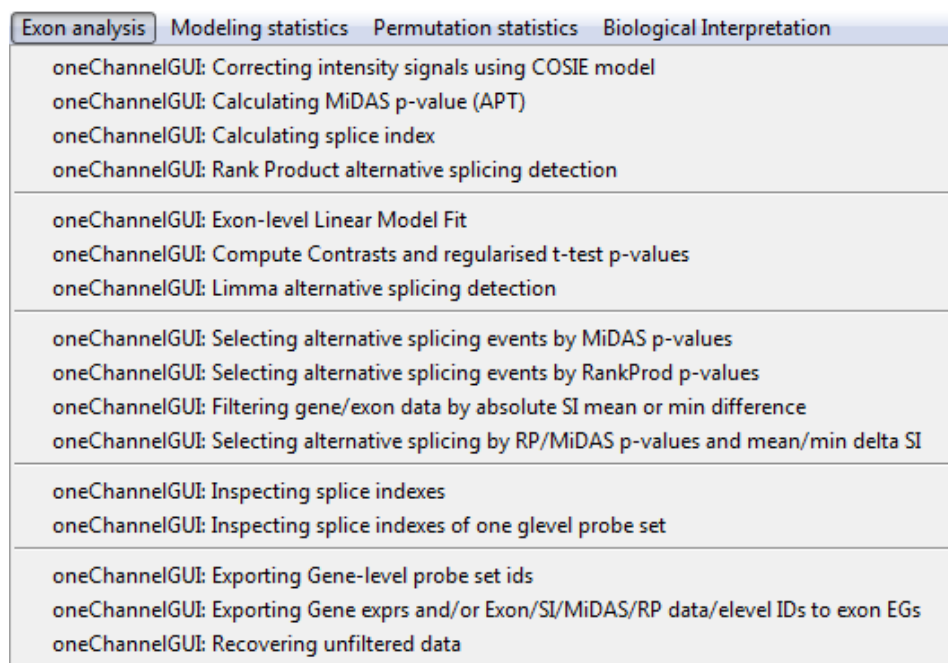 Exon analysis Modeling statistics Permutation statistics Biological Interpretation
oneChannelGUI: Correcting intensity signals using COSIE model
oneChannelGUI: Calculating MiDAS p-value (APT)
oneChannelGUI: Calculating splice index
oneChannelGUI: Rank Product alternative splicing detection
oneChannelGUI: Exon-level Linear Model Fit
oneChannelGUI: Compute Contrasts and regularised t-test p-values
oneChannelGUI: Limma alternative splicing detection
oneChannelGUI: Selecting alternative splicing events by MiDAS p-values
oneChannelGUI: Selecting alternative splicing events by RankProd p-values
oneChannelGUI: Filtering gene/exon data by absolute SI mean or min difference
oneChannelGUI: Selecting alternative splicing by RP/MiDAS p-values and mean/min delta SI
oneChannelGUI: Inspecting splice indexes
oneChannelGUI: Inspecting splice indexes of one glevel probe set
oneChannelGUI: Exporting Gene-level probe set ids
oneChannelGUI: Exporting Gene exprs and/or Exon/SI/MiDAS/RP data/elevel IDs to exon EGs
oneChannelGUI: Recovering unfiltered data